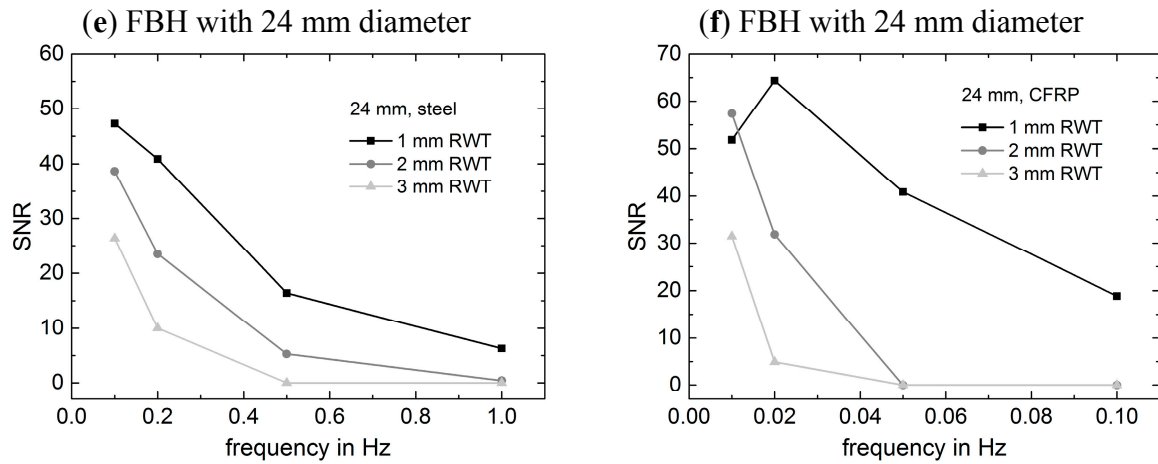 (e) FBH with 24 mm diameter
60
50
40
30
20
10
0
SNR
24 mm, steel
1 mm RWT
2 mm RWT
3 mm RWT
0.0 0.2 0.4 0.6 0.8 1.0
frequency in Hz
(f) FBH with 24 mm diameter
70
60
50
40
30
20
10
0
SNR
24 mm, CFRP
1 mm RWT
2 mm RWT
3 mm RWT
0.00 0.02 0.04 0.06 0.08 0.10
frequency in Hz